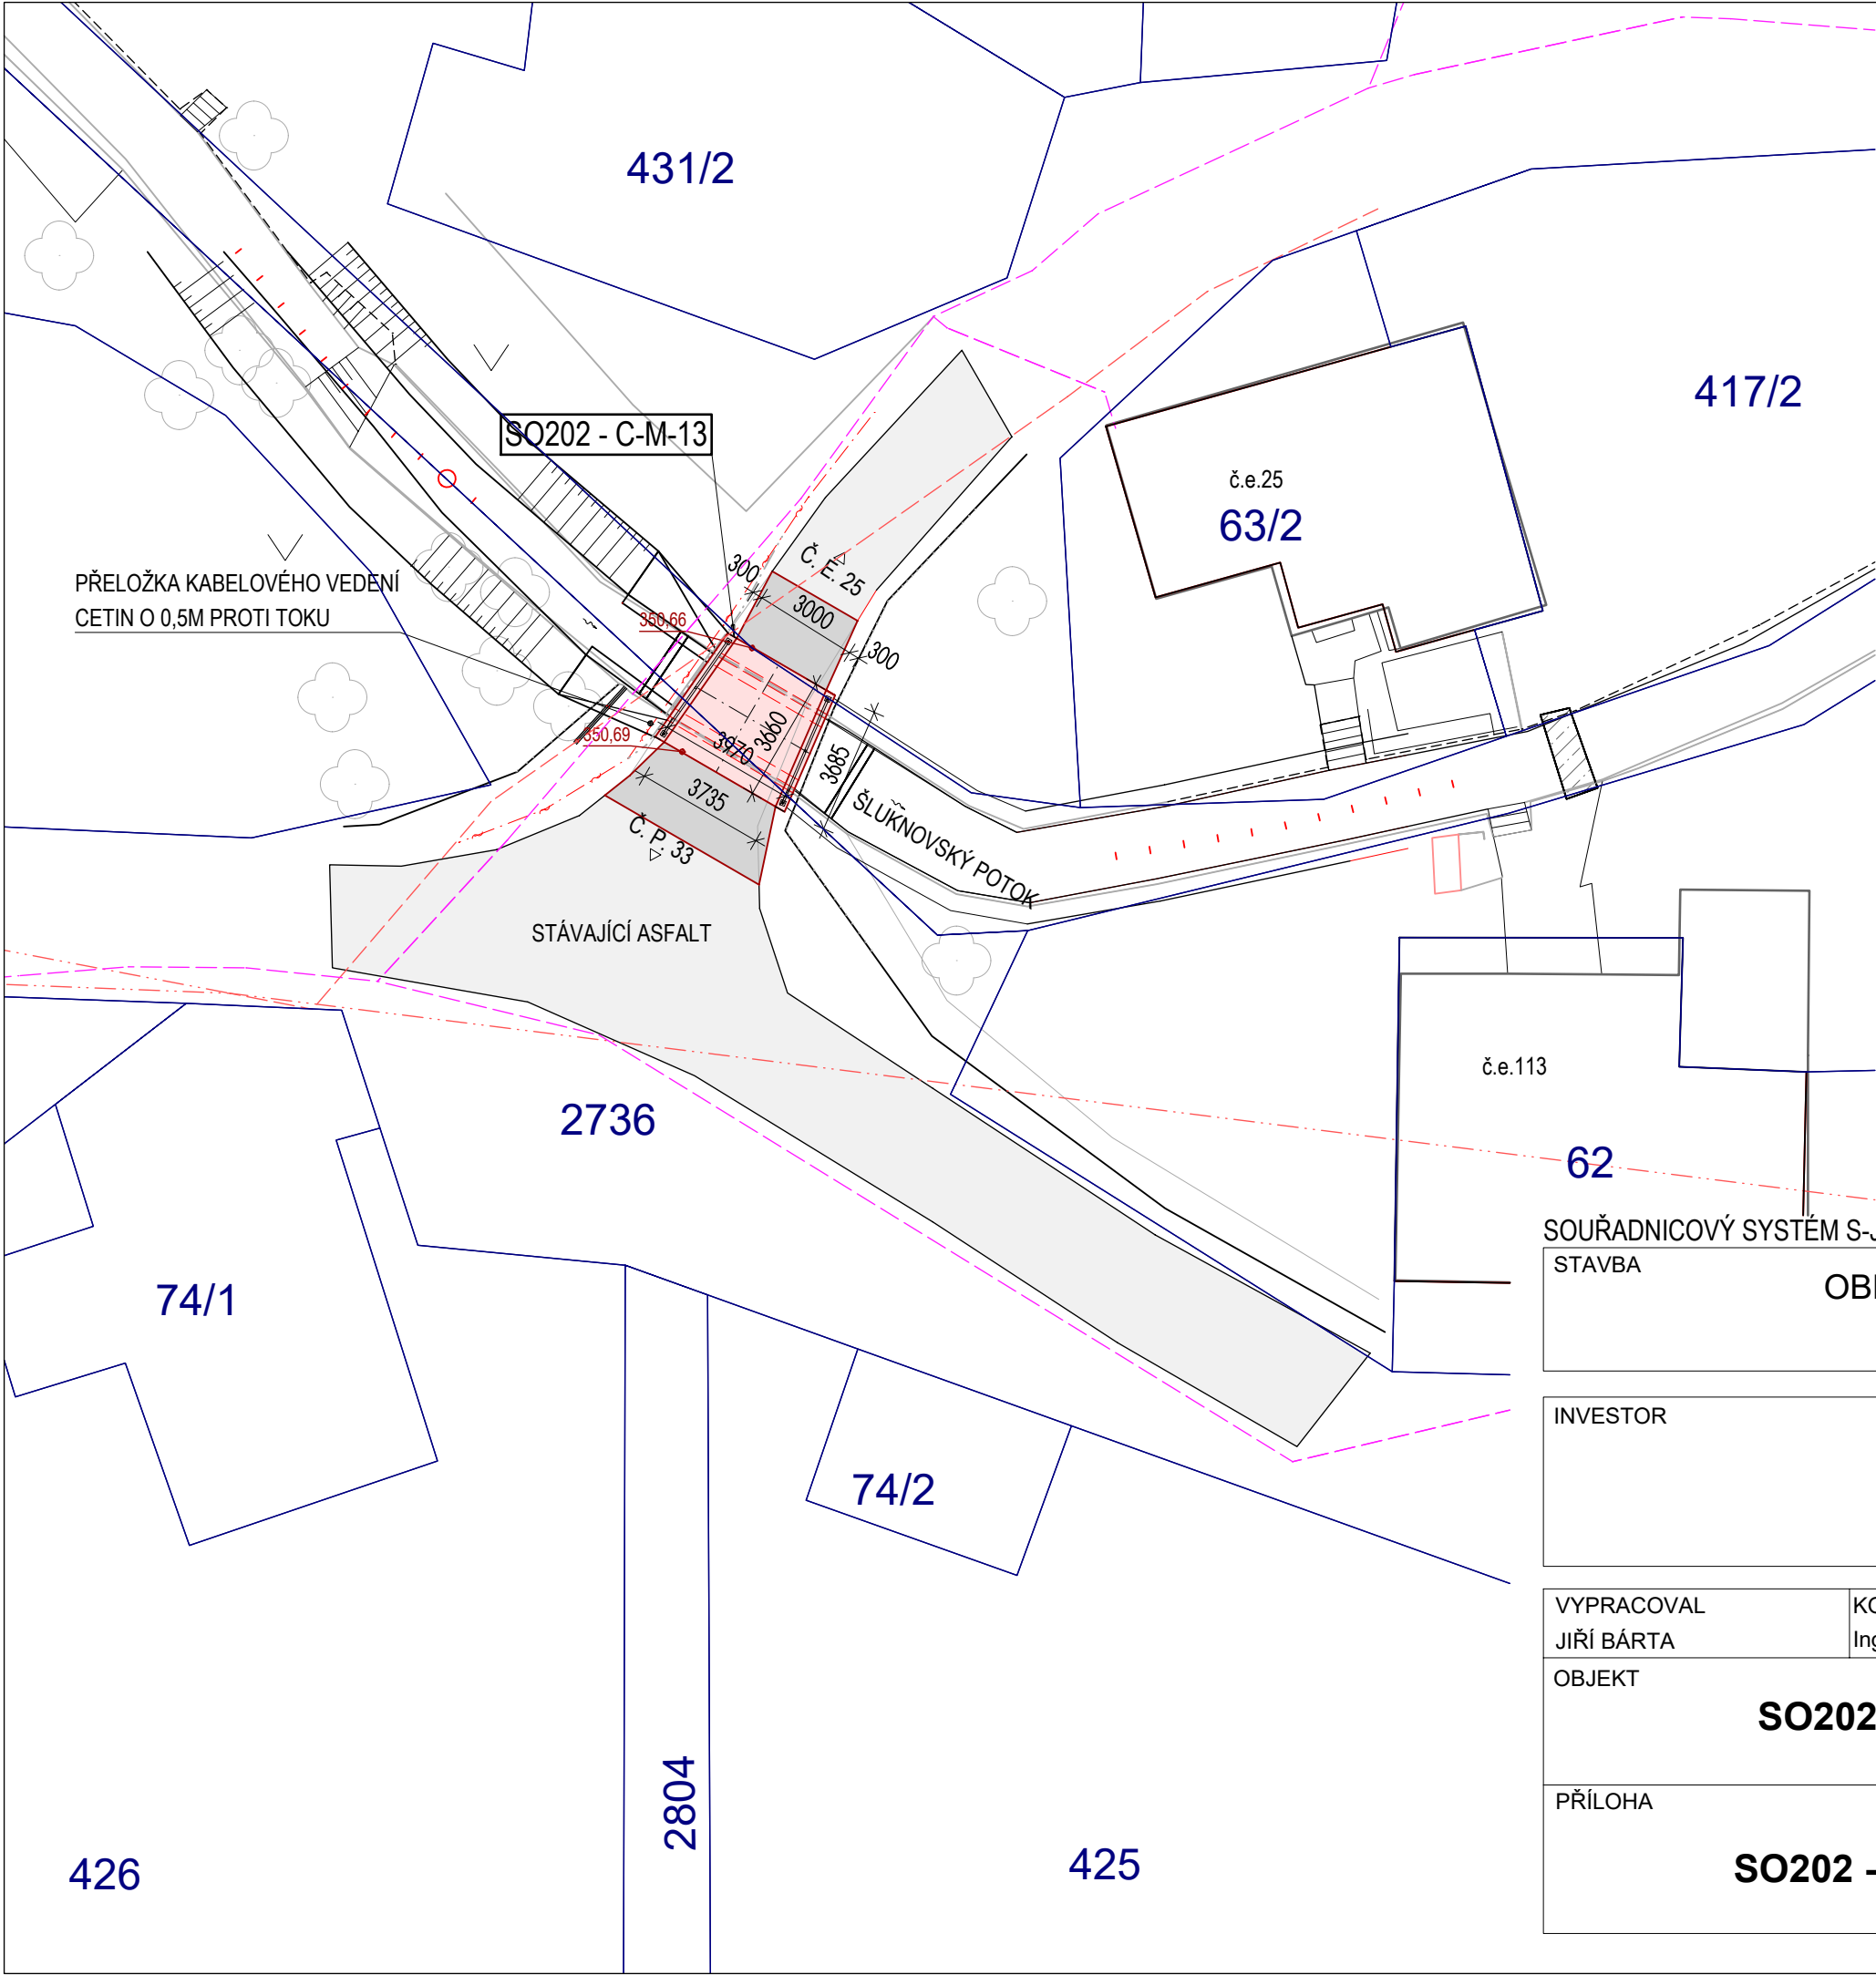 431/2
417/2
SO202 - C-M-13
č.e.25
63/2
PŘELOŽKA KABELOVÉHO VEDENÍ
CETIN O 0,5M PROTI TOKU
300
Č. E. 25
3000
300
350,66
350,69
3970
3660
3685
3735
Č. P. 33
ŠLUKNOVSKÝ POTOK
STÁVAJÍCÍ ASFALT
č.e.113
2736
62
SOUŘADNICOVÝ SYSTÉM S-J
STAVBA
OB
74/1
INVESTOR
74/2
VYPRACOVAL
JIŘÍ BÁRTA
Ing
OBJEKT
SO202
2804
PŘÍLOHA
SO202 -
426
425